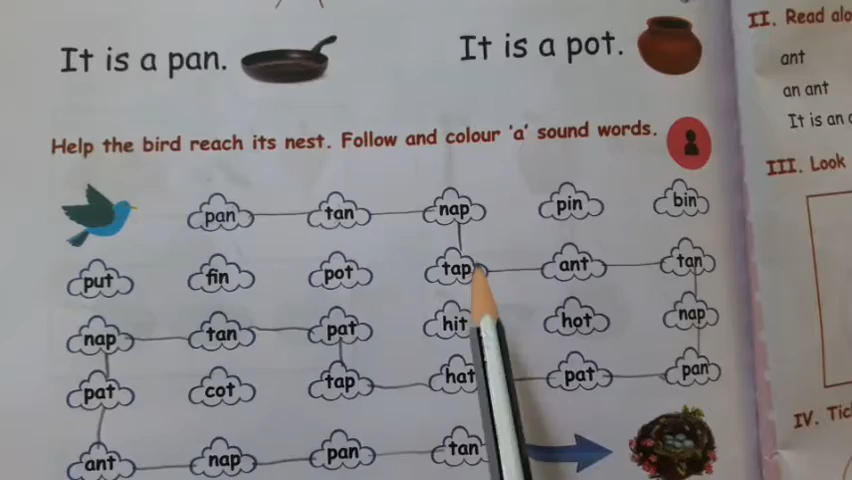 It is a pan.
It is a pot.
Help the bird reach its nest. Follow and colour 'a' sound words.
pan tan nap pin bin
put fin pot tap ant tan
nap tan pat hit hot nap
pat cot tap hat pat pan
ant nap pan tan
II. Read
ant
an ant
It is an
III. Look
IV.